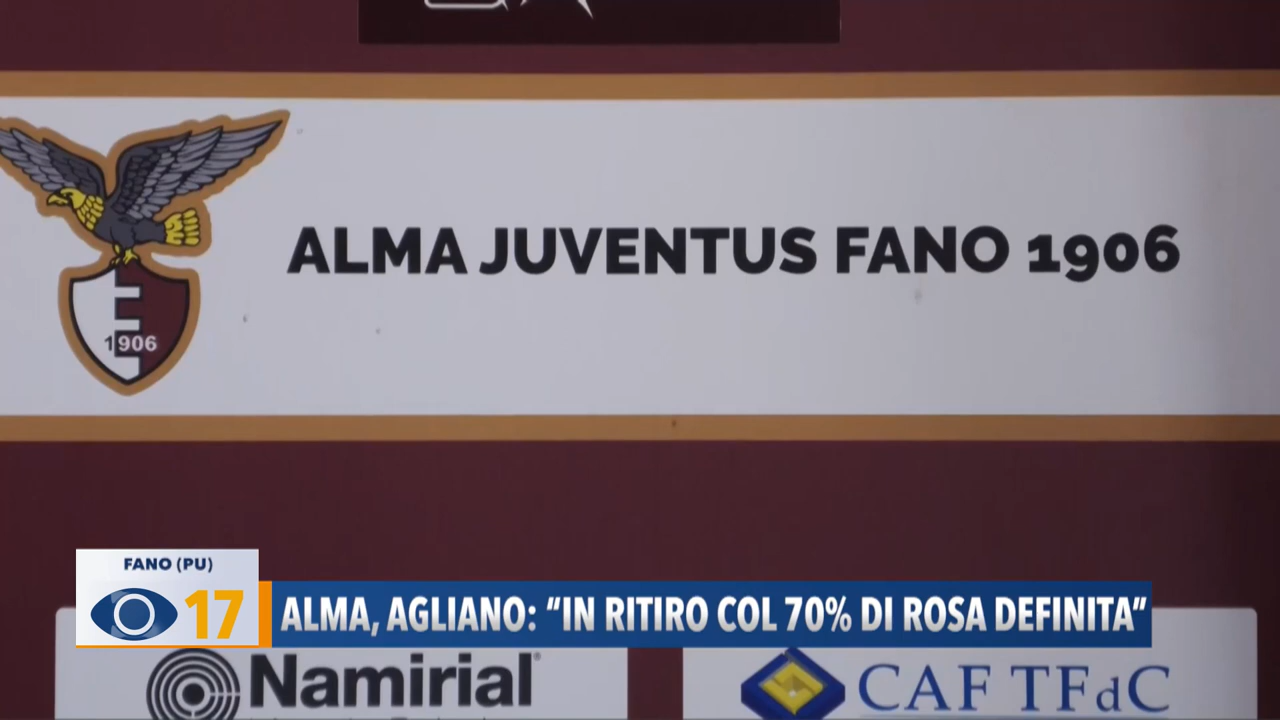 ALMA JUVENTUS FANO 1906
1906
FANO (PU)
17
ALMA, AGLIANO: “IN RITIRO COL 70% DI ROSA DEFINITA”
Namirial
CAF TFdC